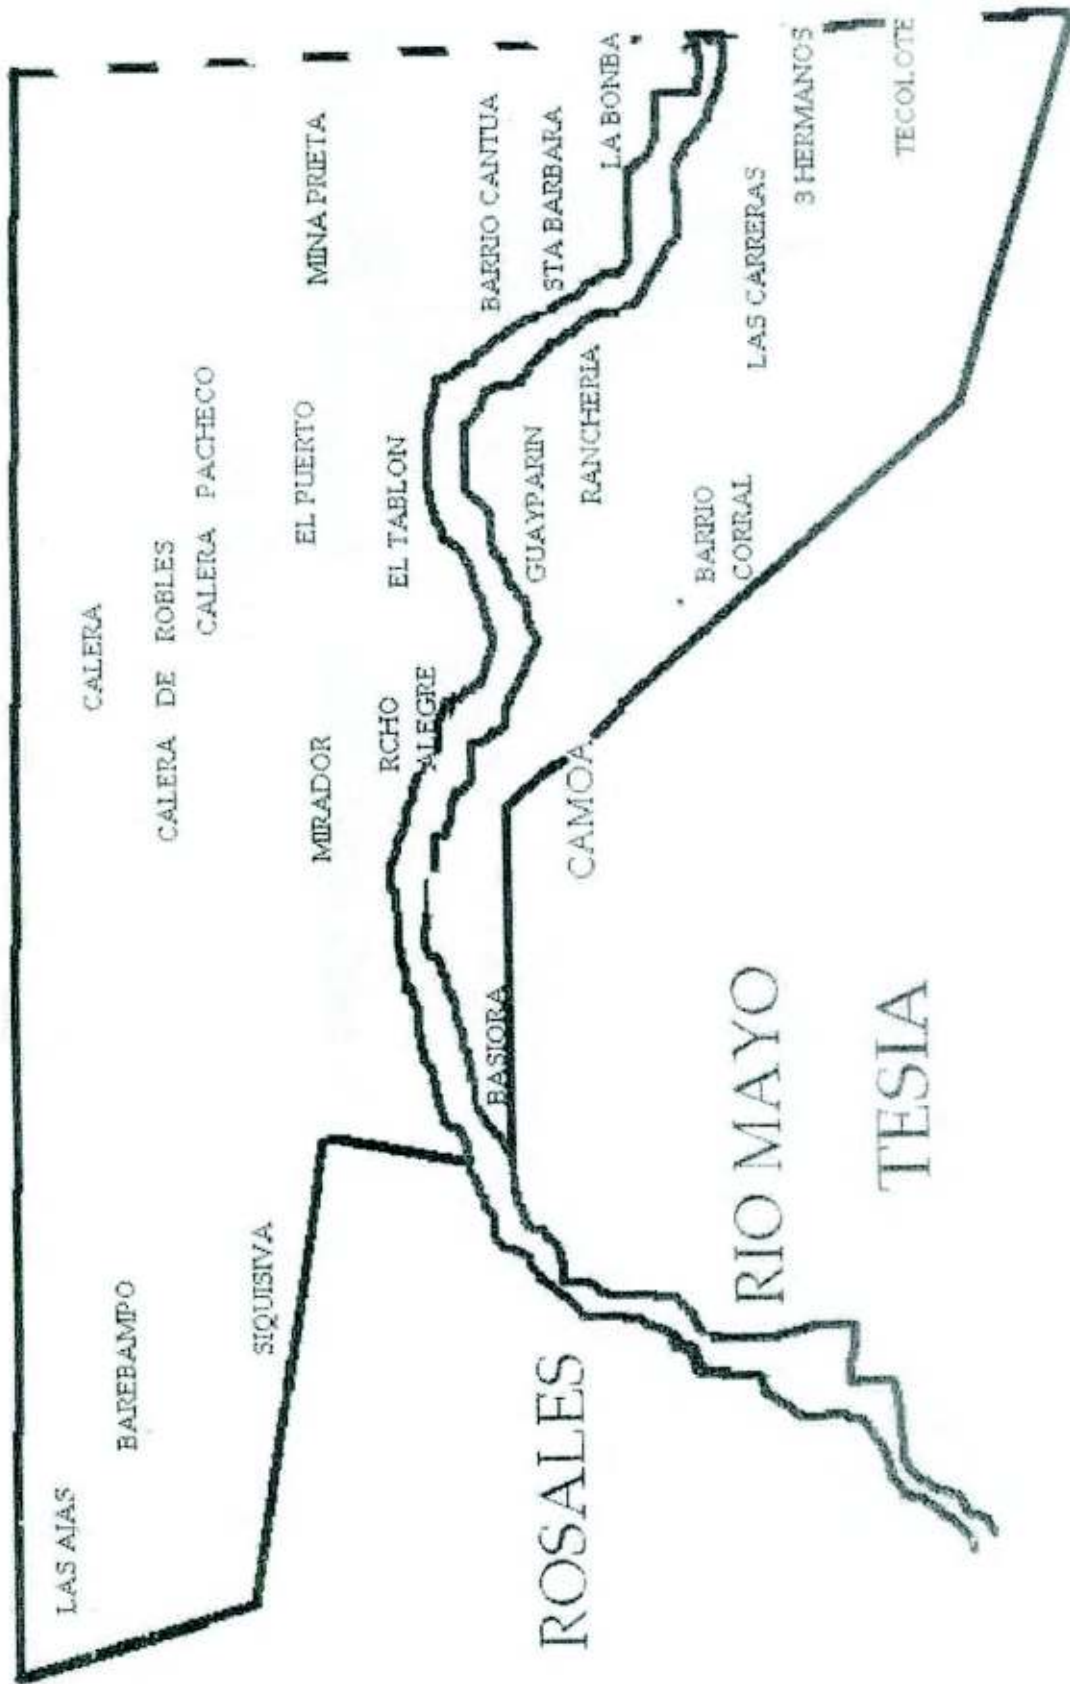 LAS AIAS
BAREBAMPO
SIQUISIVA
CALERA
CALERA DE ROBLES
CALERA PACHECO
MIRADOR
EL PUERTO
MINA PRIETA
RCHO
ALEGRE
EL TABLON
BARRIO CANTUA
STA BARBARA
LA BONBA
BASIORA
GUAYPARIN
RANCHERIA
CAMOA
BARRIO
CORRAL
LAS CARRERAS
3 HERMANOS
TECOLOTE
ROSALES
RIO MAYO
TESIA